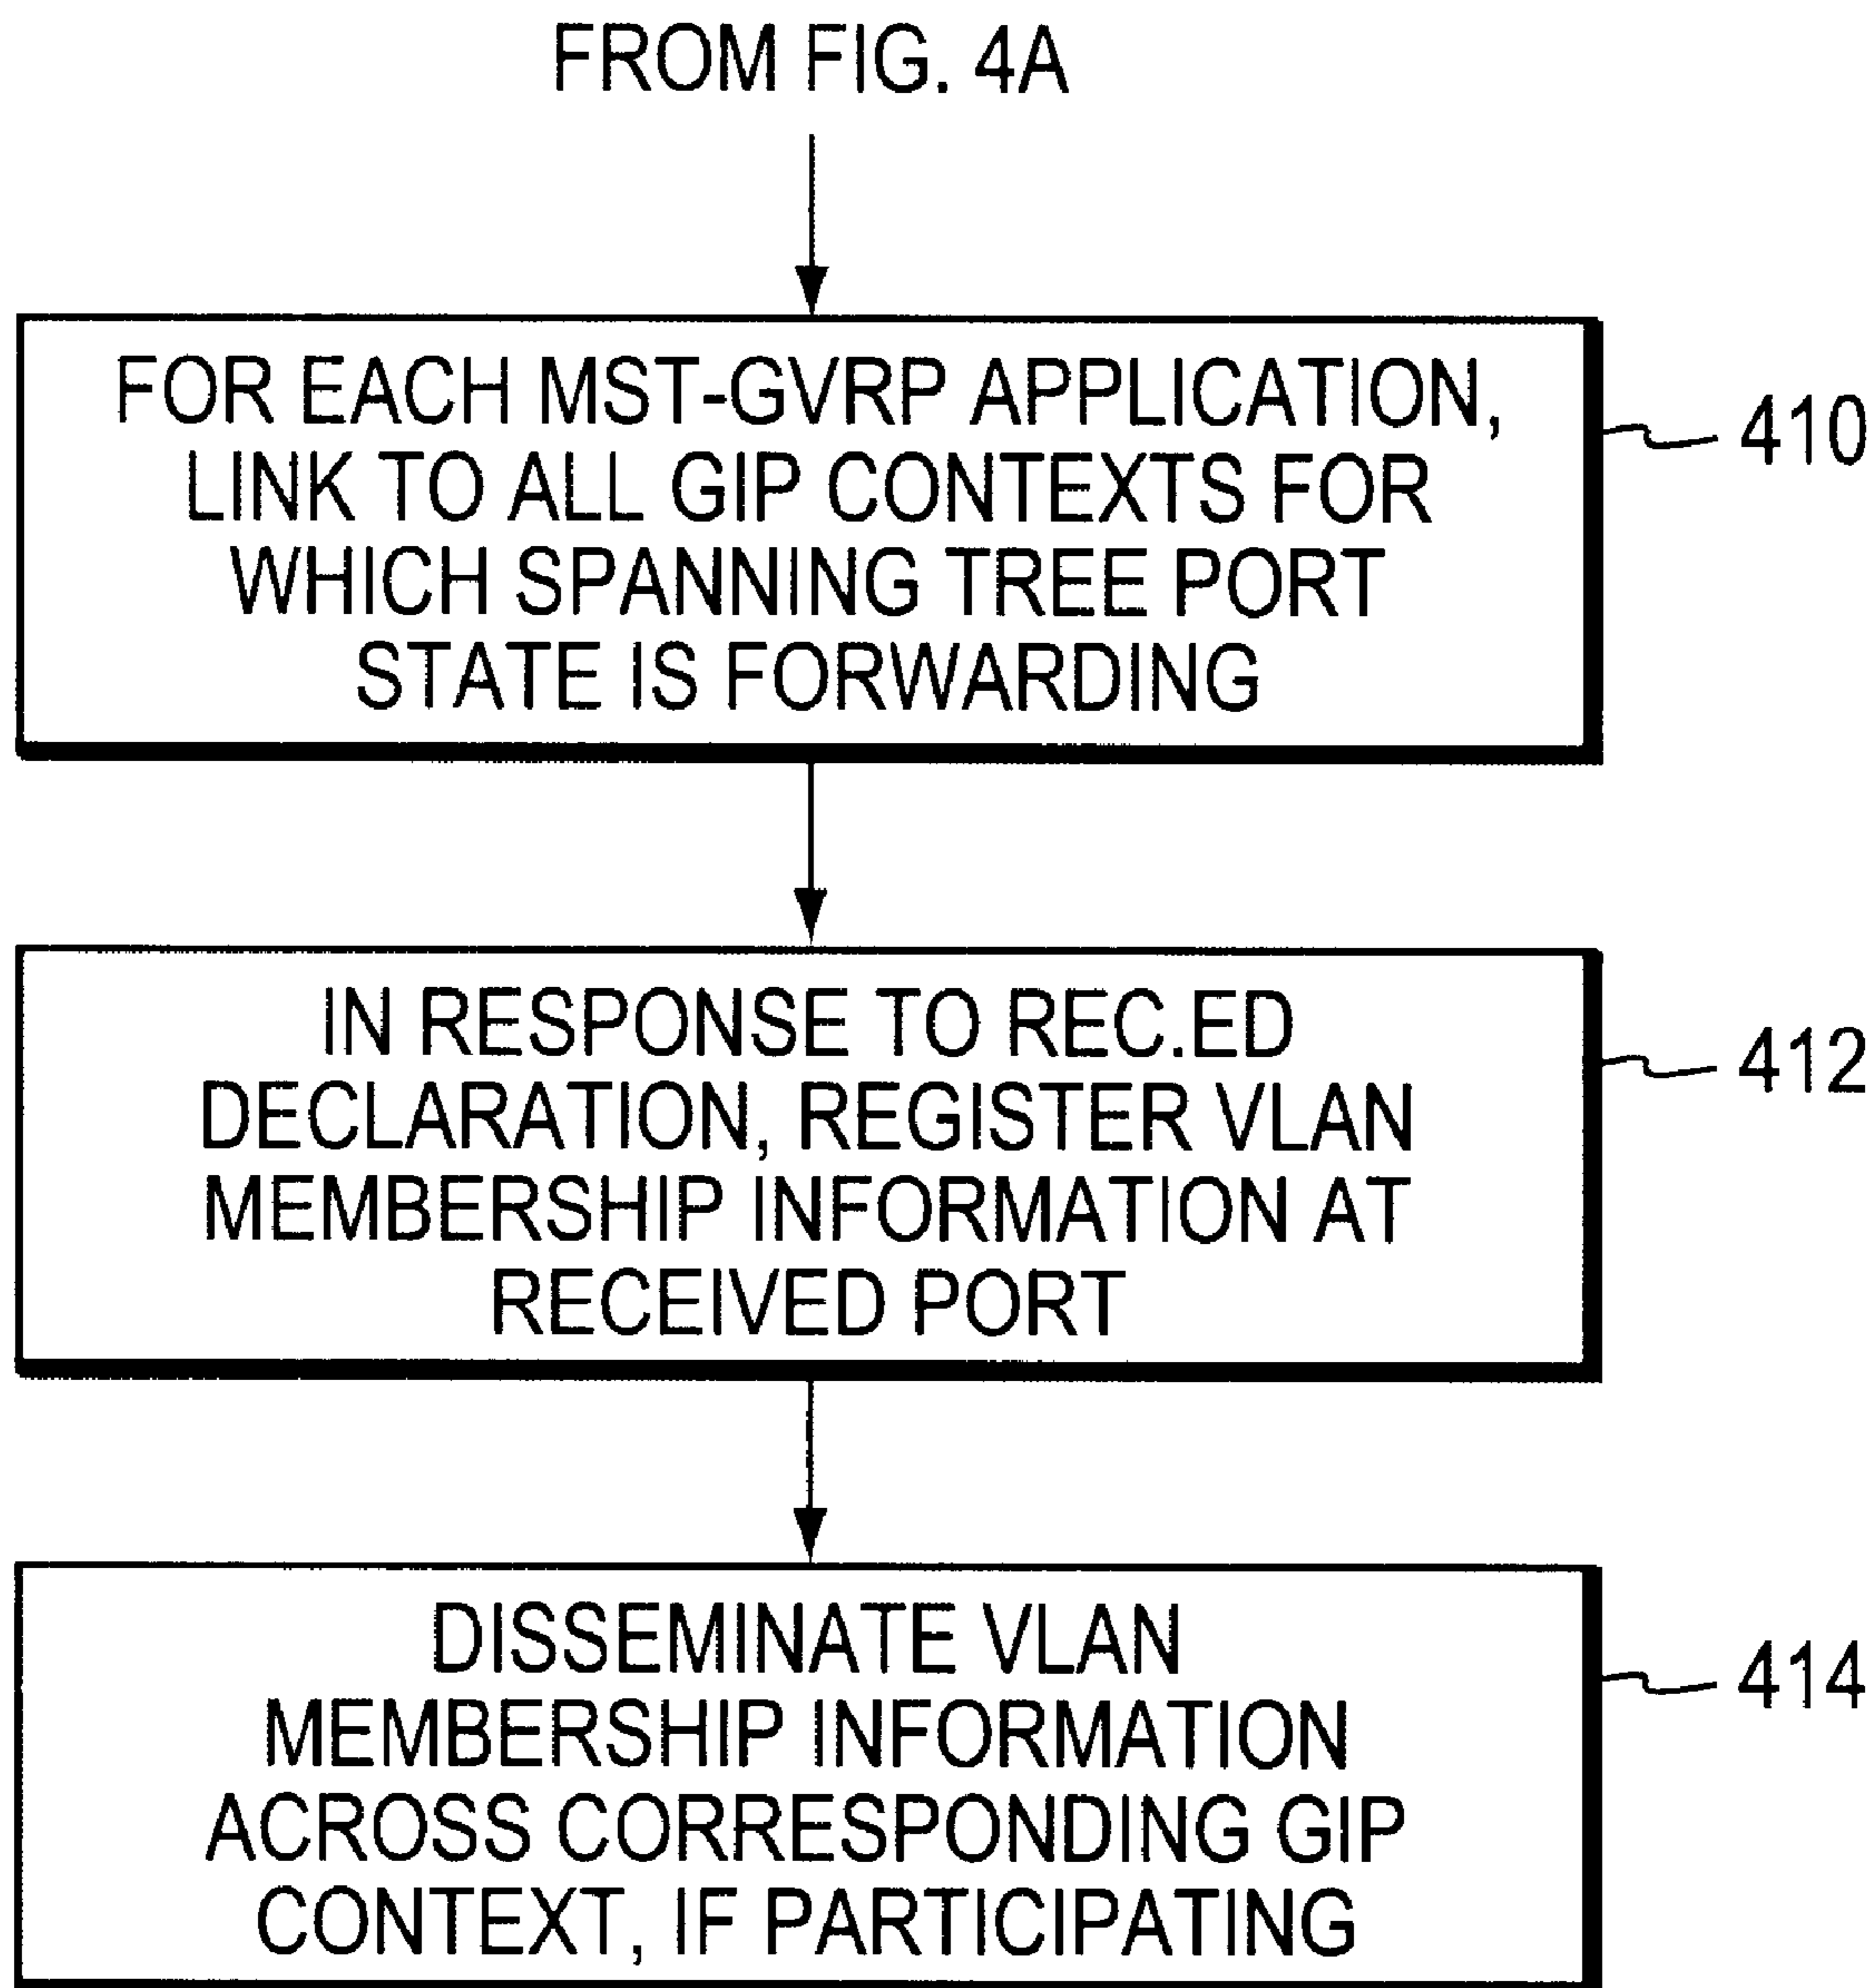 FROM FIG. 4A
FOR EACH MST-GVRP APPLICATION,
LINK TO ALL GIP CONTEXTS FOR
WHICH SPANNING TREE PORT
STATE IS FORWARDING
410
IN RESPONSE TO REC.ED
DECLARATION, REGISTER VLAN
MEMBERSHIP INFORMATION AT
RECEIVED PORT
412
DISSEMINATE VLAN
MEMBERSHIP INFORMATION
ACROSS CORRESPONDING GIP
CONTEXT, IF PARTICIPATING
414